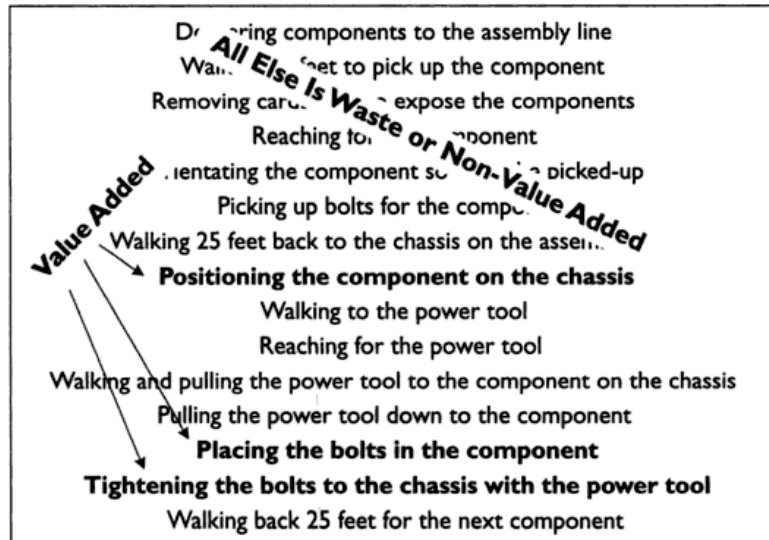 components to the assembly line
feet to pick up the component
Removing expose the components
Reaching
the component picked-up
Picking up bolts for the
Walking 25 feet back to the chassis on the
Positioning the component on the chassis
Walking to the power tool
Reaching for the power tool
Walking and pulling the power tool to the component on the chassis
Pulling the power tool down to the component
Placing the bolts in the component
Tightening the bolts to the chassis with the power tool
Walking back 25 feet for the next component
All Else Is Waste or Non-Value Added
Value Added